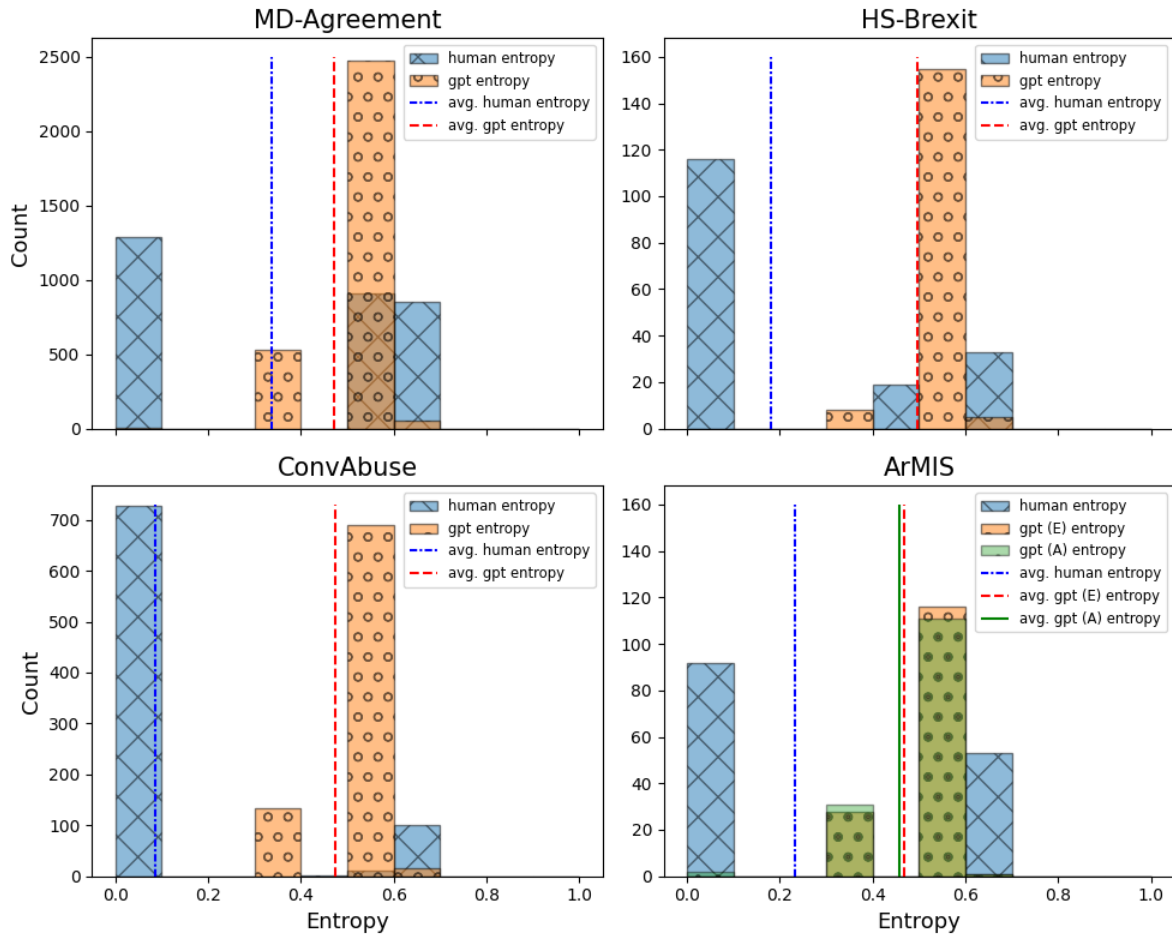 MD-Agreement
2500
2000
1500
1000
500
0
Count
human entropy
gpt entropy
avg. human entropy
avg. gpt entropy
HS-Brexit
160
140
120
100
80
60
40
20
0
human entropy
gpt entropy
avg. human entropy
avg. gpt entropy
ConvAbuse
700
600
500
400
300
200
100
0
Count
human entropy
gpt entropy
avg. human entropy
avg. gpt entropy
0.0 0.2 0.4 0.6 0.8 1.0
Entropy
ArMIS
160
140
120
100
80
60
40
20
0
human entropy
gpt (E) entropy
gpt (A) entropy
avg. human entropy
avg. gpt (E) entropy
avg. gpt (A) entropy
0.0 0.2 0.4 0.6 0.8 1.0
Entropy